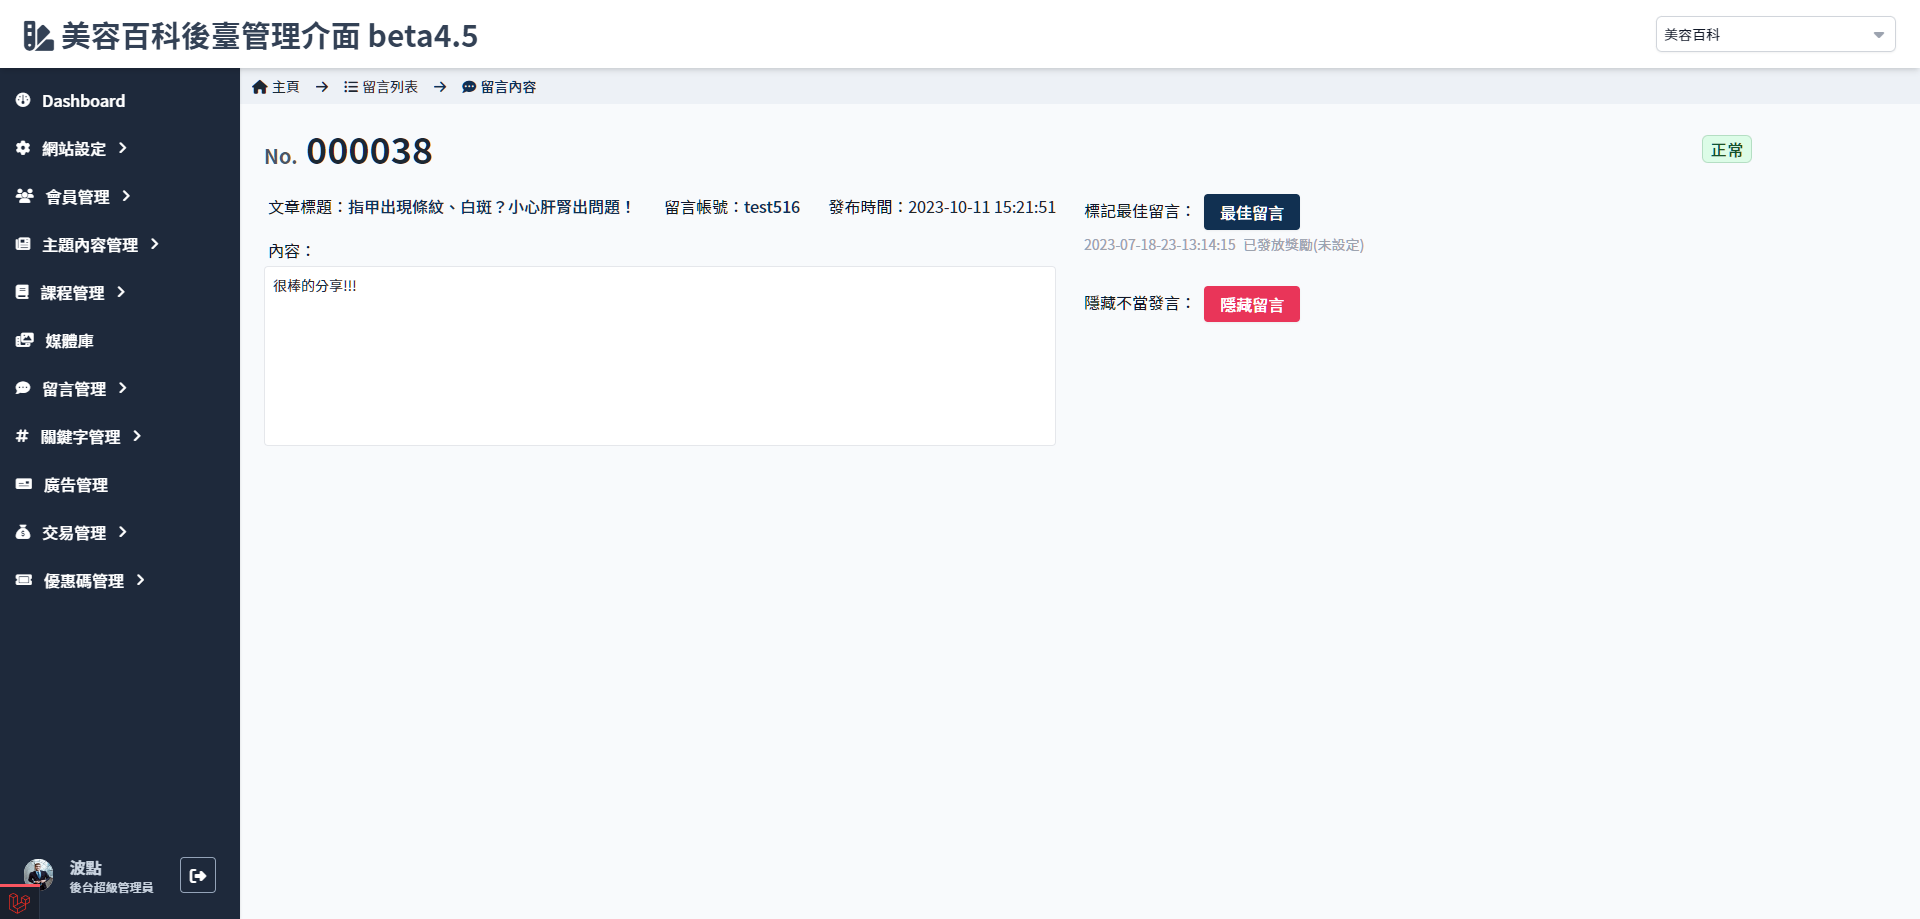 美容百科後臺管理介面 beta4.5
美容百科
主頁 → 留言列表 → 留言內容
Dashboard
網站設定
會員管理
主題內容管理
課程管理
媒體庫
留言管理
關鍵字管理
廣告管理
交易管理
優惠碼管理
波點
後台超級管理員
No. 000038
正常
文章標題：指甲出現條紋、白斑？小心肝腎出問題！ 留言帳號：test516 發布時間：2023-10-11 15:21:51
內容：
很棒的分享!!!
標記最佳留言： 最佳留言
2023-07-18-23-13:14:15 已發放獎勵(未設定)
隱藏不當發言： 隱藏留言